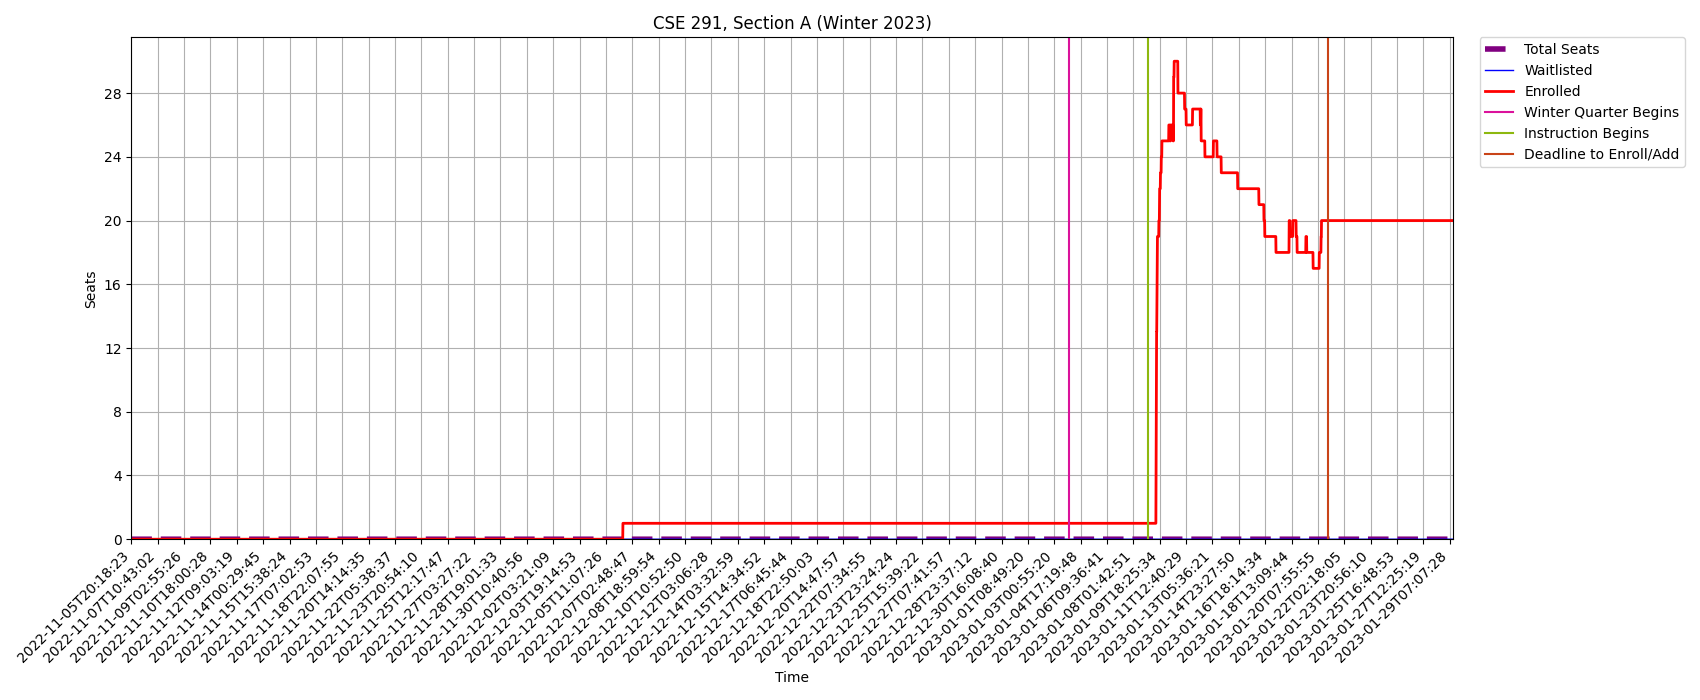 CSE 291, Section A (Winter 2023)
Total Seats
Waitlisted
Enrolled
Winter Quarter Begins
Instruction Begins
Deadline to Enroll/Add
Seats
28
24
20
16
12
8
4
0
2022-11-05T20:18:23
2022-11-07T10:43:02
2022-11-09T02:55:26
2022-11-10T18:00:28
2022-11-12T09:03:19
2022-11-14T00:29:45
2022-11-15T15:38:24
2022-11-17T07:02:53
2022-11-18T22:07:55
2022-11-20T14:14:35
2022-11-22T05:38:37
2022-11-23T20:54:10
2022-11-25T12:17:47
2022-11-27T03:27:22
2022-11-28T19:01:33
2022-11-30T10:40:56
2022-12-02T03:21:09
2022-12-03T19:14:53
2022-12-05T11:07:26
2022-12-07T02:48:47
2022-12-08T18:59:54
2022-12-10T10:52:50
2022-12-12T03:06:28
2022-12-14T03:32:59
2022-12-15T14:34:52
2022-12-17T06:45:44
2022-12-18T22:50:03
2022-12-20T14:47:57
2022-12-22T07:34:55
2022-12-23T23:24:24
2022-12-25T15:39:22
2022-12-27T07:41:57
2022-12-28T23:37:12
2022-12-30T16:08:40
2023-01-01T08:49:20
2023-01-03T00:55:20
2023-01-04T17:19:48
2023-01-06T09:36:41
2023-01-08T01:42:51
2023-01-09T18:25:34
2023-01-11T12:40:29
2023-01-13T05:36:21
2023-01-14T23:27:50
2023-01-16T18:14:34
2023-01-18T13:09:44
2023-01-20T07:55:55
2023-01-22T02:18:05
2023-01-23T20:56:10
2023-01-25T16:48:53
2023-01-27T12:25:19
2023-01-29T07:07:28
Time